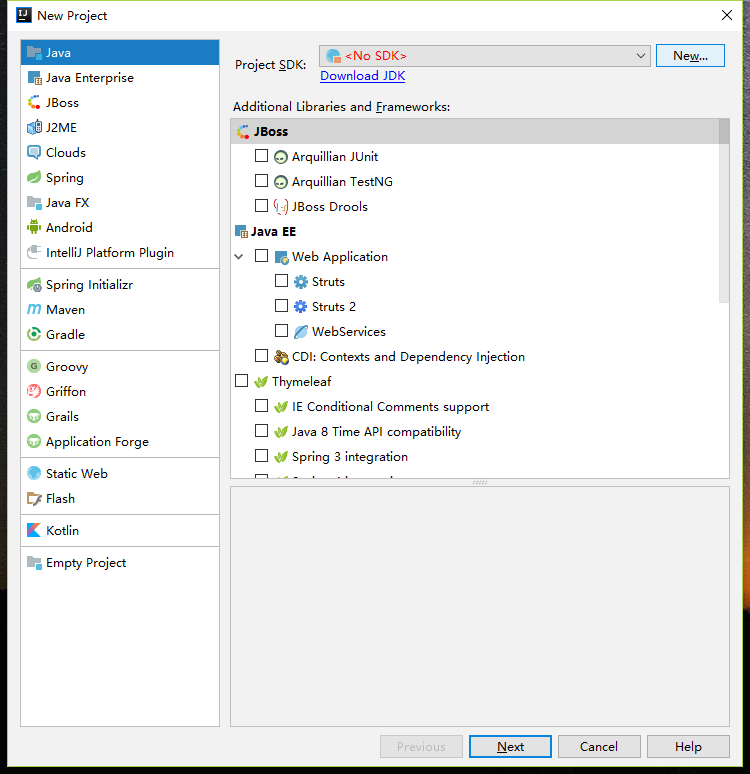 New Project
Java
Java Enterprise
JBoss
J2ME
Clouds
Spring
Java FX
Android
IntelliJ Platform Plugin
Spring Initializr
Maven
Gradle
Groovy
Griffon
Grails
Application Forge
Static Web
Flash
Kotlin
Empty Project
Project SDK: <No SDK> New...
Download JDK
Additional Libraries and Frameworks:
JBoss
Arquillian JUnit
Arquillian TestNG
JBoss Drools
Java EE
Web Application
Struts
Struts 2
WebServices
CDI: Contexts and Dependency Injection
Thymeleaf
IE Conditional Comments support
Java 8 Time API compatibility
Spring 3 integration
Previous Next Cancel Help